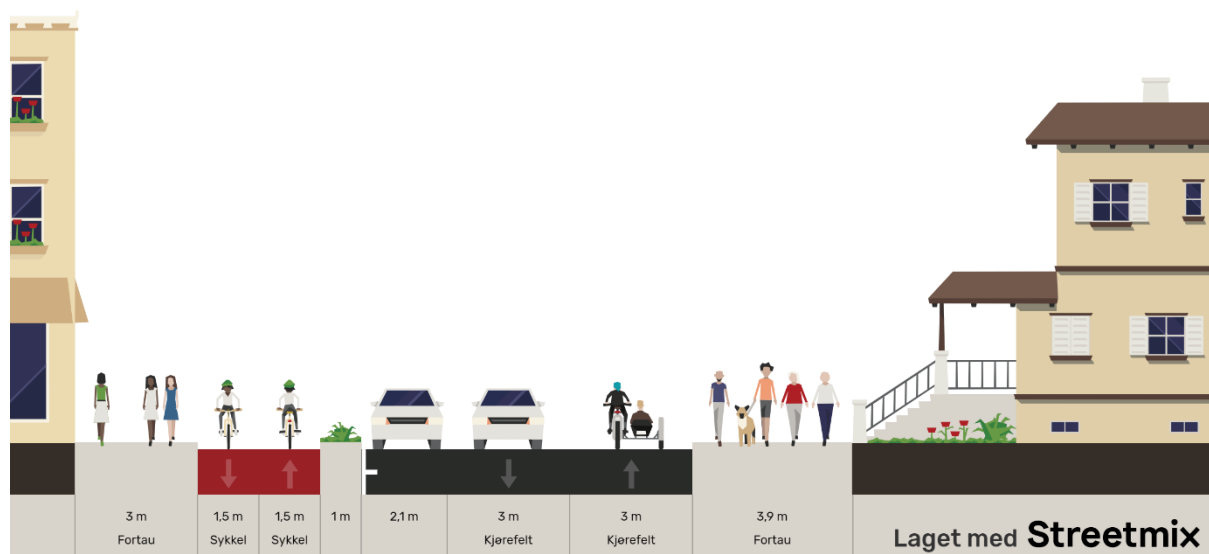 3 m
Fortau
1,5 m
Sykkel
1,5 m
Sykkel
1 m
2,1 m
3 m
Kjørefelt
3 m
Kjørefelt
3,9 m
Fortau
Laget med Streetmix